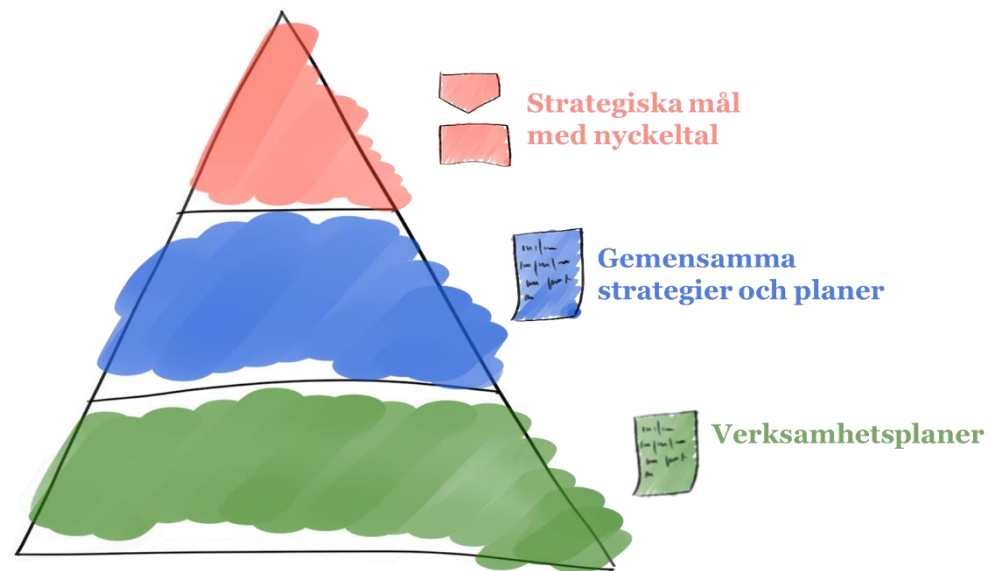 Strategiska mål
med nyckeltal
Gemensamma
strategier och planer
Verksamhetsplaner